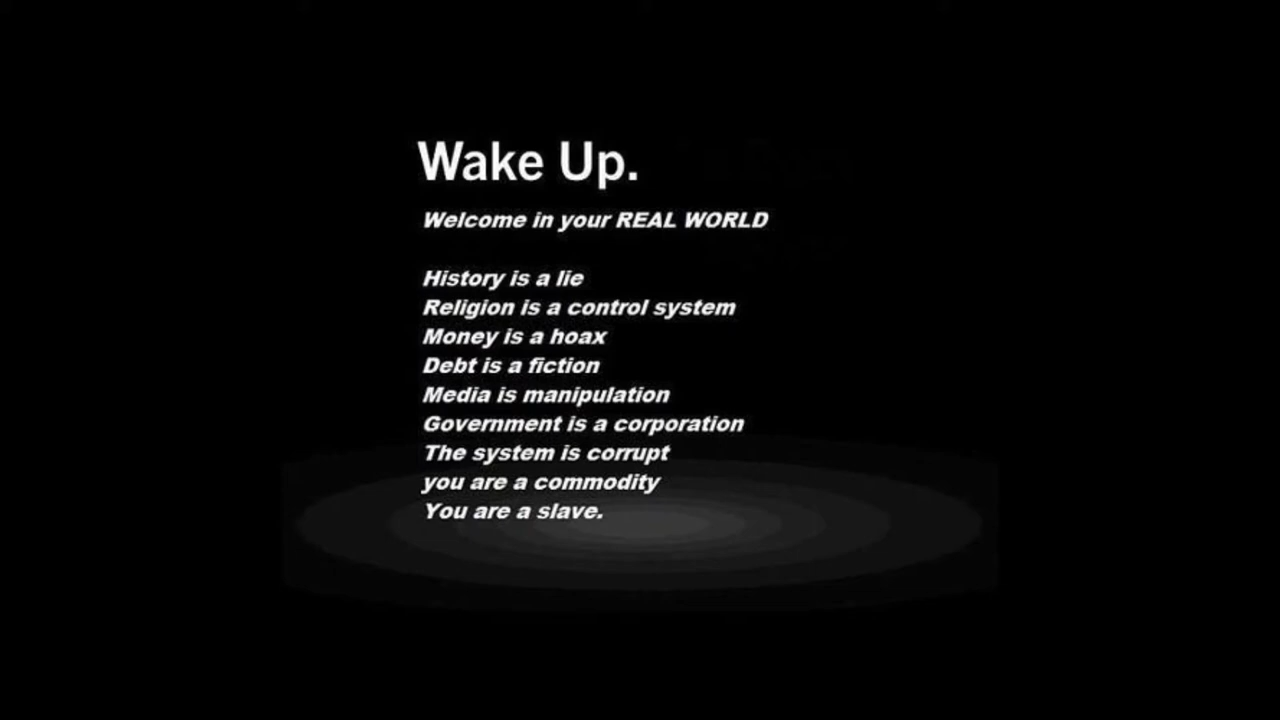 Wake Up.
Welcome in your REAL WORLD
History is a lie
Religion is a control system
Money is a hoax
Debt is a fiction
Media is manipulation
Government is a corporation
The system is corrupt
you are a commodity
You are a slave.